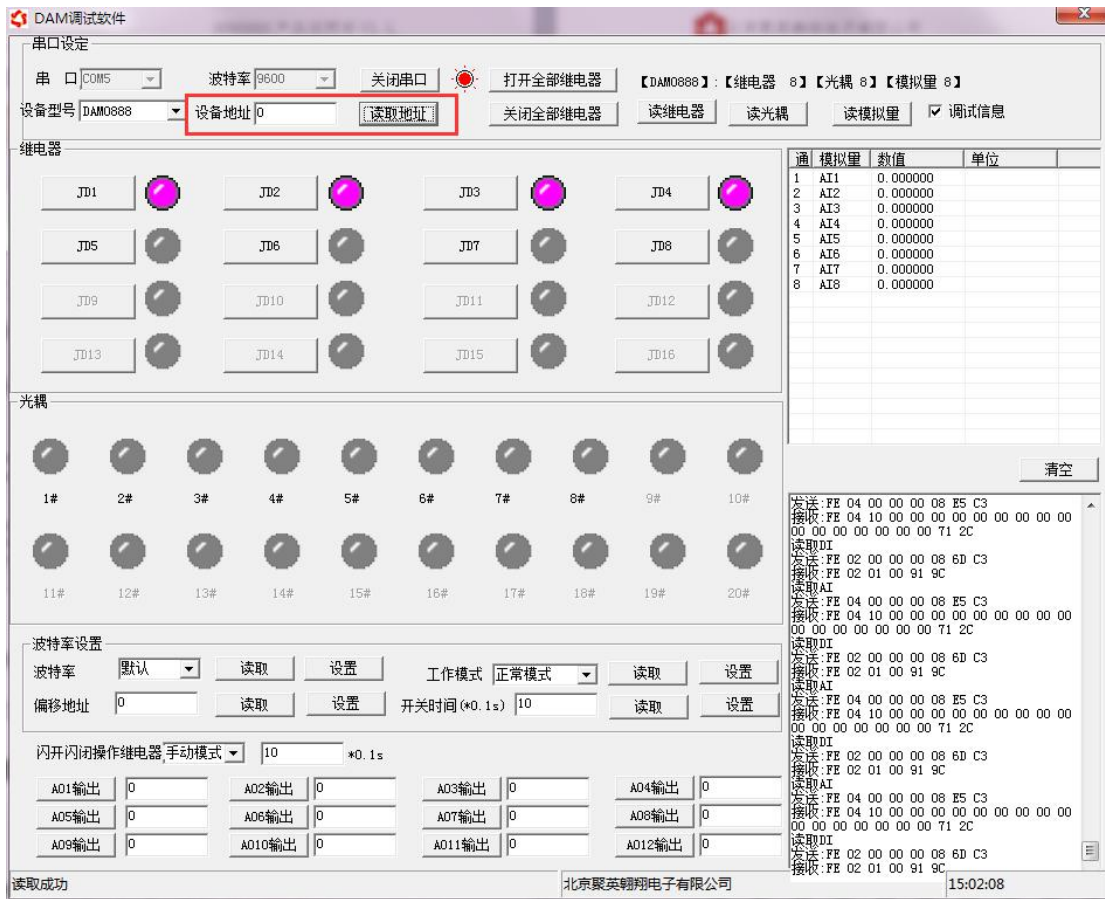 DAM调试软件
串口设定
串 口 COM5 波特率 9600 关闭串口 打开全部继电器 【DAM0888】:【继电器 8】【光耦 8】【模拟量 8】
设备型号 DAM0888 设备地址 0 读取地址 关闭全部继电器 读继电器 读光耦 读模拟量 调试信息
继电器
JD1 JD2 JD3 JD4
JD5 JD6 JD7 JD8
JD9 JD10 JD11 JD12
JD13 JD14 JD15 JD16
通 模拟量 数值 单位
1 AI1 0.000000
2 AI2 0.000000
3 AI3 0.000000
4 AI4 0.000000
5 AI5 0.000000
6 AI6 0.000000
7 AI7 0.000000
8 AI8 0.000000
清空
光耦
1# 2# 3# 4# 5# 6# 7# 8# 9# 10#
11# 12# 13# 14# 15# 16# 17# 18# 19# 20#
发送:FE 04 00 00 00 08 E5 C3
接收:FE 04 10 00 00 00 00 00 00 00 00 00
00 00 00 00 00 00 00 71 2C
读取DI
发送:FE 02 00 00 00 08 6D C3
接收:FE 02 01 00 91 9C
读取AI
发送:FE 04 00 00 00 08 E5 C3
接收:FE 04 10 00 00 00 00 00 00 00 00 00
00 00 00 00 00 00 00 71 2C
读取DI
发送:FE 02 00 00 00 08 6D C3
接收:FE 02 01 00 91 9C
读取AI
发送:FE 04 00 00 00 08 E5 C3
接收:FE 04 10 00 00 00 00 00 00 00 00 00
00 00 00 00 00 00 00 71 2C
读取DI
发送:FE 02 00 00 00 08 6D C3
接收:FE 02 01 00 91 9C
读取AI
发送:FE 04 00 00 00 08 E5 C3
接收:FE 04 10 00 00 00 00 00 00 00 00 00
00 00 00 00 00 00 00 71 2C
读取DI
发送:FE 02 00 00 00 08 6D C3
接收:FE 02 01 00 91 9C
波特率设置
波特率 默认 读取 设置 工作模式 正常模式 读取 设置
偏移地址 0 读取 设置 开关时间(*0.1s) 10 读取 设置
闪开闪闭操作继电器 手动模式 10 *0.1s
A01输出 0 A02输出 0 A03输出 0 A04输出 0
A05输出 0 A06输出 0 A07输出 0 A08输出 0
A09输出 0 A010输出 0 A011输出 0 A012输出 0
读取成功 北京聚英翱翔电子有限公司 15:02:08